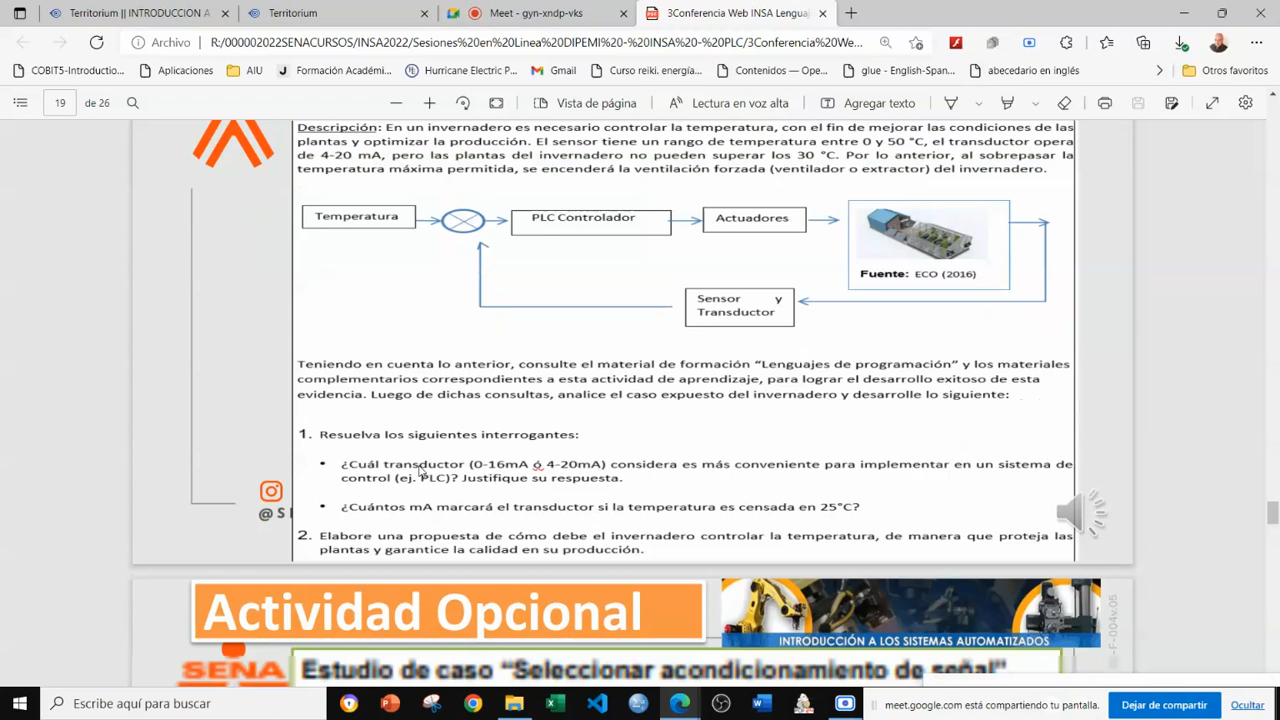 Territorium || INTRODUCCION A
Territorium
Meet - gyn-xndp-vks
3Conferencia Web INSA Lenguaj
Archivo
R:/000003022SENACURSOS/INSA2022/Sesiones%20en%20Linea%20DIPEMI%20-%20INSA%20-%20PLC/3Conferencia%20We...
COBIT5-Introductio...
Aplicaciones
AIU
Formación Académi...
Hurricane Electric P...
Gmail
Curso reiki. energía...
Contenidos — Ope...
glue - English-Span...
abecedario en inglés
Otros favoritos
19 de 26
Vista de página
Lectura en voz alta
Agregar texto
Descripción: En un invernadero es necesario controlar la temperatura, con el fin de mejorar las condiciones de las
plantas y optimizar la producción. El sensor tiene un rango de temperatura entre 0 y 50 °C, el transductor opera
de 4-20 mA, pero las plantas del invernadero no pueden superar los 30 °C. Por lo anterior, al sobrepasar la
temperatura máxima permitida, se encenderá la ventilación forzada (ventilador o extractor) del invernadero.
Temperatura
PLC Controlador
Actuadores
Fuente: ECO (2016)
Sensor y
Transductor
Teniendo en cuenta lo anterior, consulte el material de formación “Lenguajes de programación” y los materiales
complementarios correspondientes a esta actividad de aprendizaje, para lograr el desarrollo exitoso de esta
evidencia. Luego de dichas consultas, analice el caso expuesto del invernadero y desarrolle lo siguiente:
1. Resuelva los siguientes interrogantes:
• ¿Cuál transductor (0-16mA ó 4-20mA) considera es más conveniente para implementar en un sistema de
control (ej. PLC)? Justifique su respuesta.
@S
• ¿Cuántos mA marcará el transductor si la temperatura es censada en 25°C?
2. Elabore una propuesta de cómo debe el invernadero controlar la temperatura, de manera que proteja las
plantas y garantice la calidad en su producción.
Actividad Opcional
INTRODUCCIÓN A LOS SISTEMAS AUTOMATIZADOS
-F-004v.05
SENA
Estudio de caso “Seleccionar acondicionamiento de señal”
Escribe aquí para buscar
meet.google.com está compartiendo tu pantalla.
Dejar de compartir
Ocultar